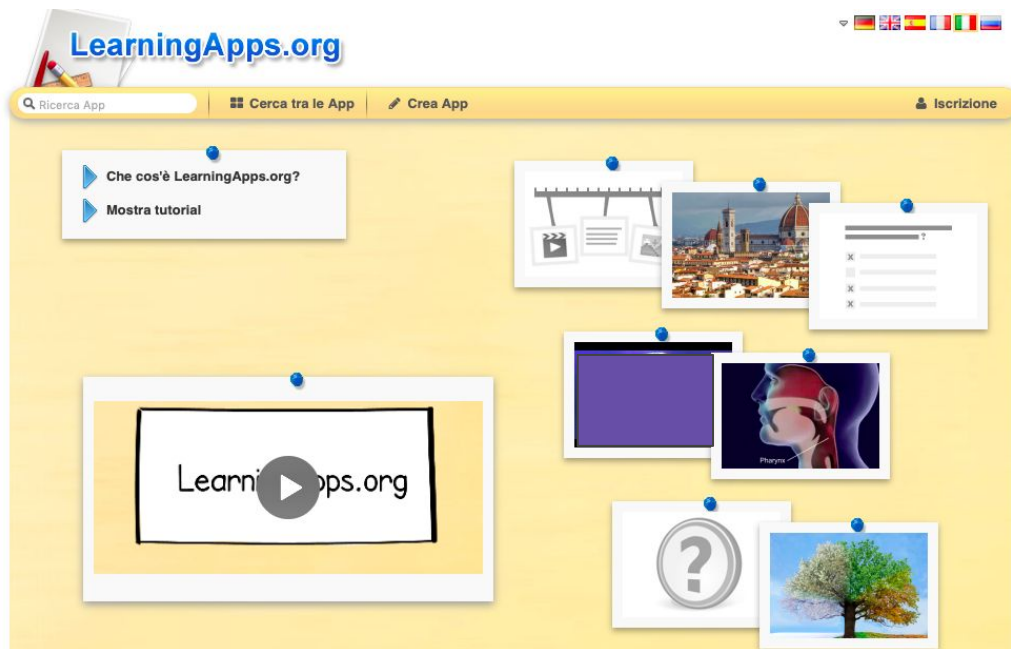 LearningApps.org
Ricerca App
Cerca tra le App
Crea App
Iscrizione
Che cos'è LearningApps.org?
Mostra tutorial
?
x
x
x
Pharynx
?